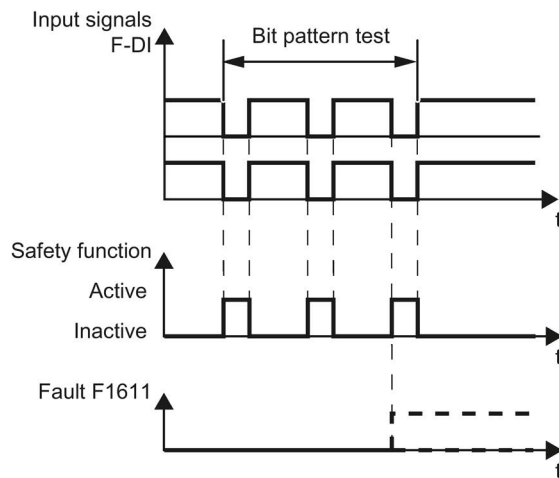 Input signals
F-DI
Bit pattern test
t
Safety function
Active
Inactive
t
Fault F1611
t